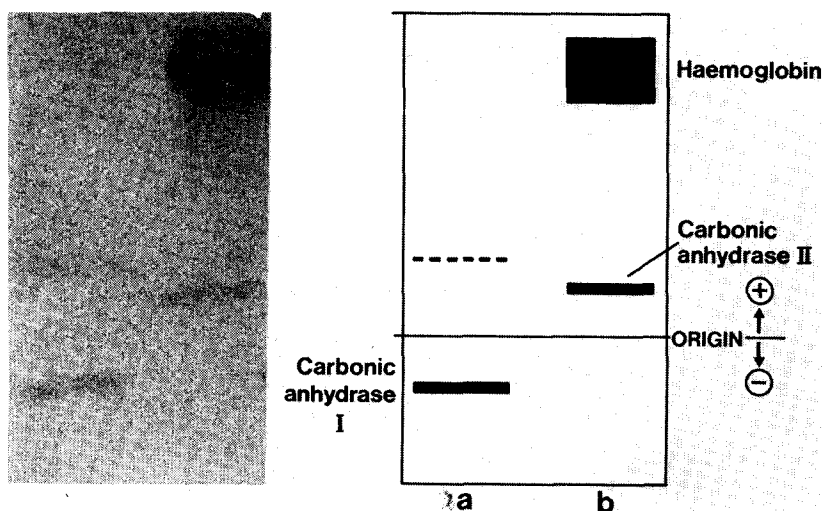 Haemoglobin
Carbonic
anhydrase II
+
ORIGIN
−
Carbonic
anhydrase
I
a
b